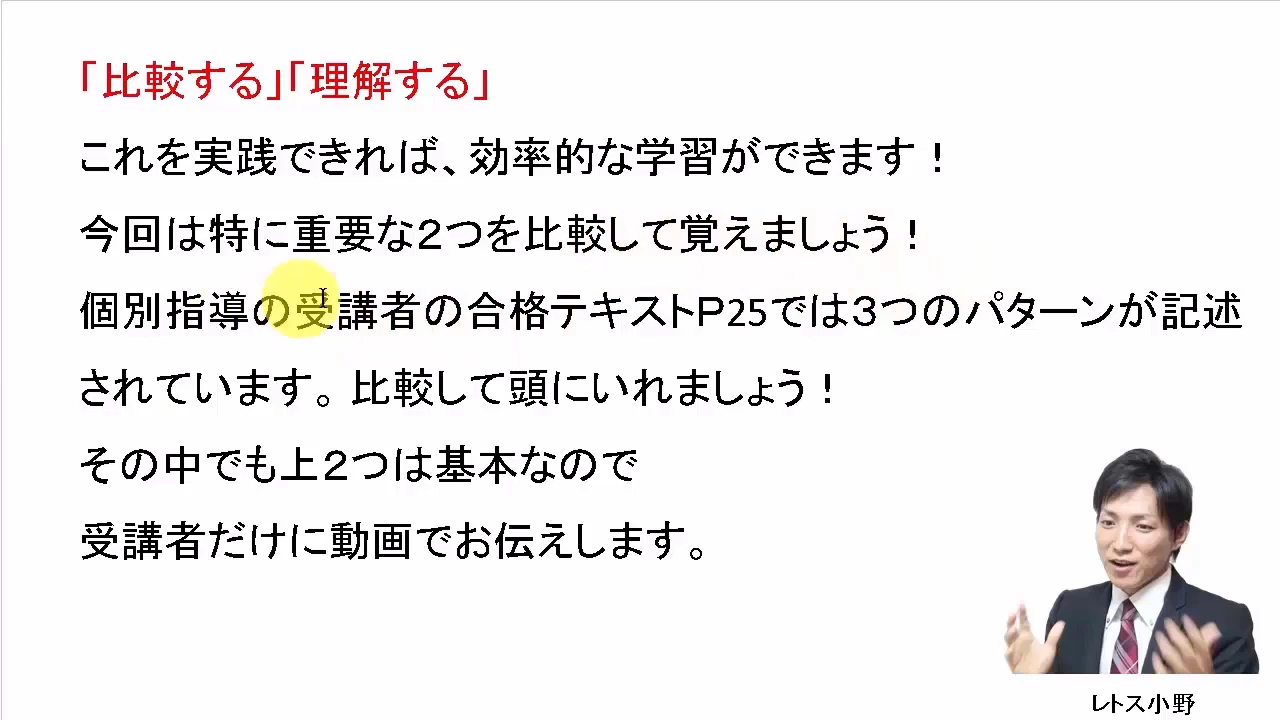 「比較する」「理解する」
これを実践できれば、効率的な学習ができます！
今回は特に重要な２つを比較して覚えましょう！
個別指導の受講者の合格テキストＰ25では３つのパターンが記述
されています。比較して頭にいれましょう！
その中でも上２つは基本なので
受講者だけに動画でお伝えします。
レトス小野